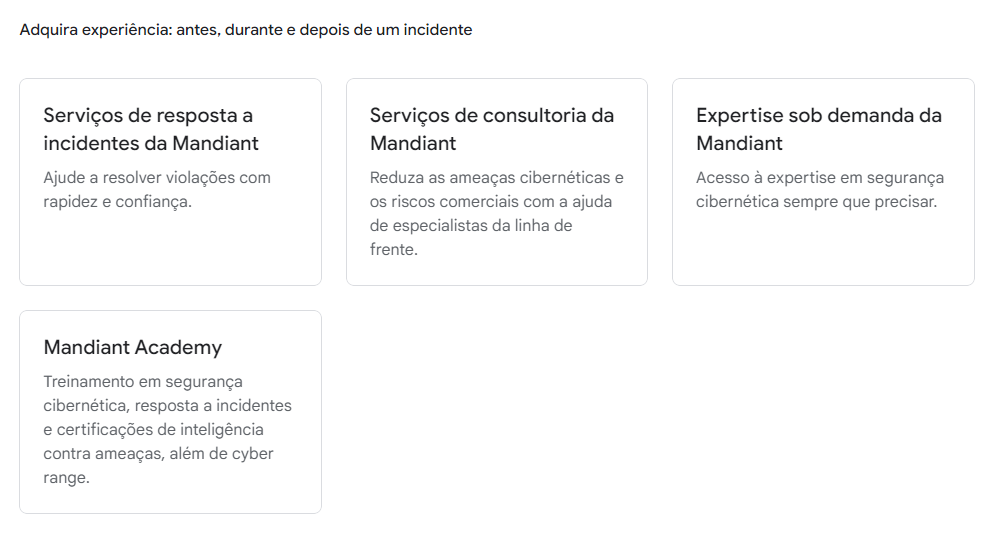 Adquira experiência: antes, durante e depois de um incidente
Serviços de resposta a
incidentes da Mandiant
Ajude a resolver violações com
rapidez e confiança.
Serviços de consultoria da
Mandiant
Reduza as ameaças cibernéticas e
os riscos comerciais com a ajuda
de especialistas da linha de
frente.
Expertise sob demanda da
Mandiant
Acesso à expertise em segurança
cibernética sempre que precisar.
Mandiant Academy
Treinamento em segurança
cibernética, resposta a incidentes
e certificações de inteligência
contra ameaças, além de cyber
range.